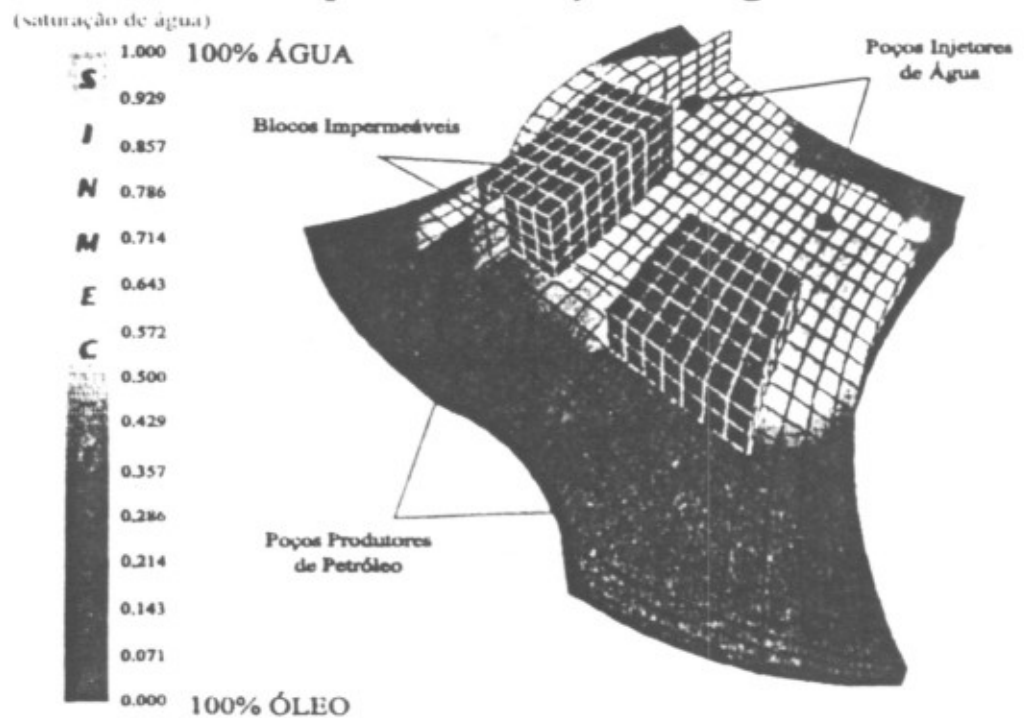 (saturação de água)
1.000 100% ÁGUA
S
0.929
I
0.857
N
0.786
M
0.714
0.643
E
0.572
C
0.500
0.429
0.357
0.286
0.214
0.143
0.071
0.000 100% ÓLEO
Poços Injetores
de Água
Blocos Impermeáveis
Poços Produtores
de Petróleo